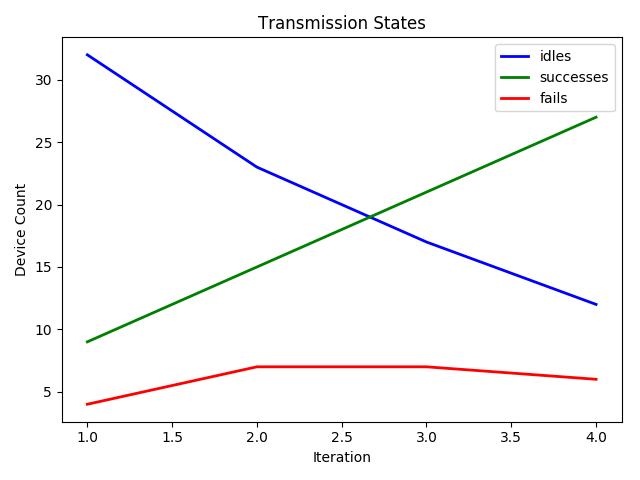 Transmission States
idles
successes
fails
Device Count
30
25
20
15
10
5
1.0 1.5 2.0 2.5 3.0 3.5 4.0
Iteration